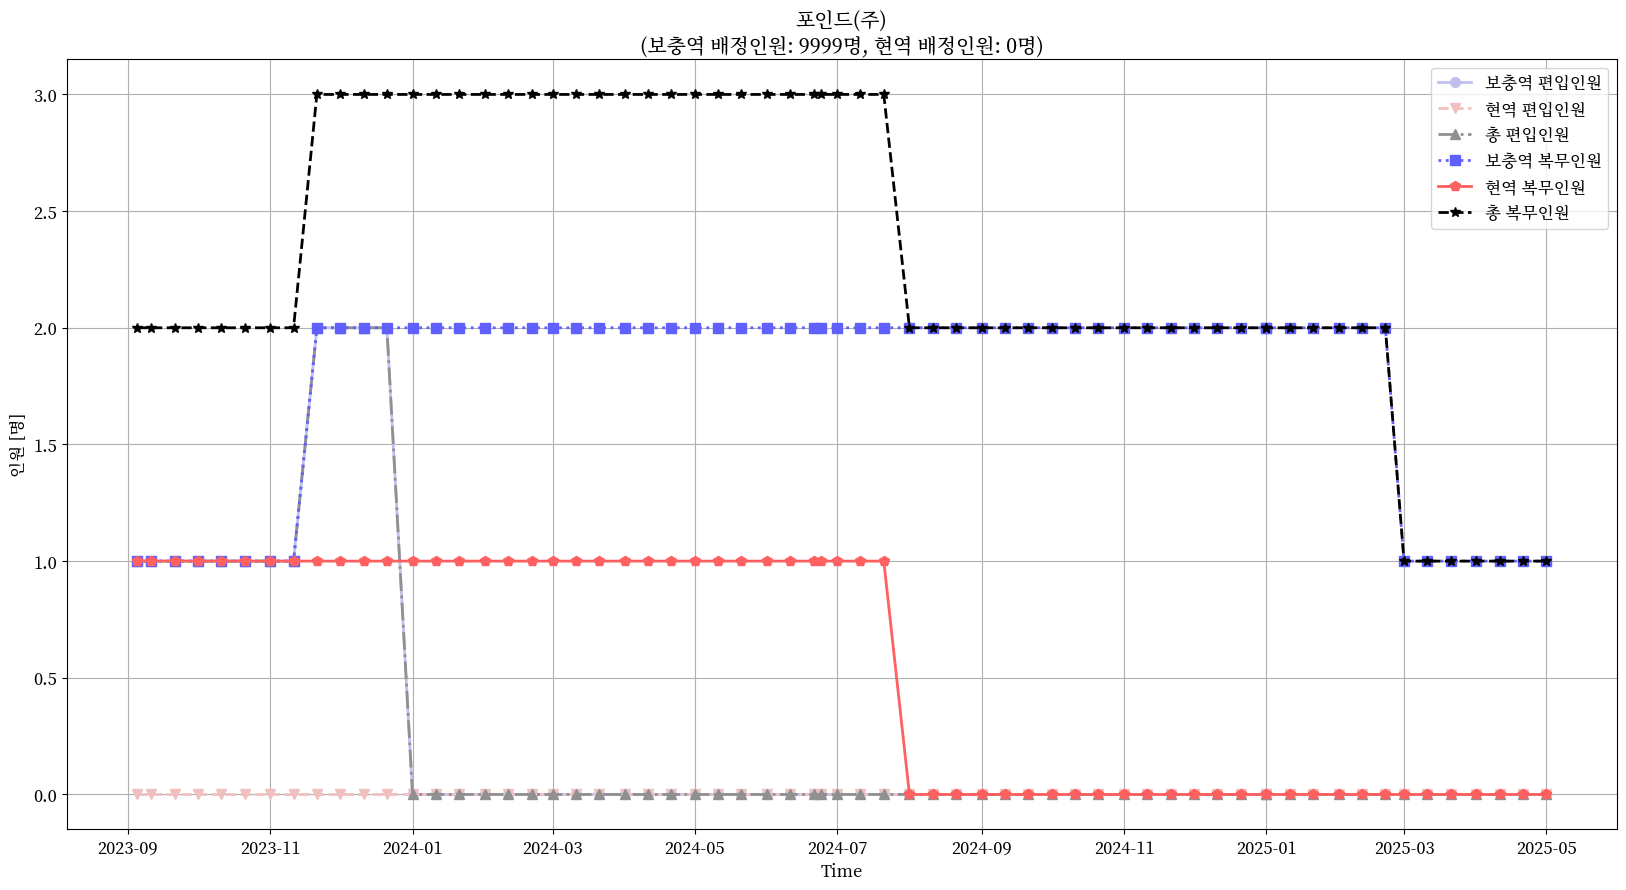 포인드(주)
(보충역 배정인원: 9999명, 현역 배정인원: 0명)
보충역 편입인원
현역 편입인원
총 편입인원
보충역 복무인원
현역 복무인원
총 복무인원
3.0
2.5
2.0
1.5
1.0
0.5
0.0
인원 [명]
2023-09 2023-11 2024-01 2024-03 2024-05 2024-07 2024-09 2024-11 2025-01 2025-03 2025-05
Time